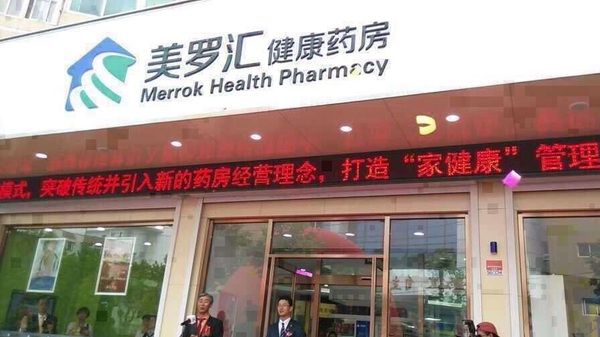 美罗汇健康药房
Merrok Health Pharmacy
模式，突破传统并引入新的药房经营理念，打造“家健康”管理